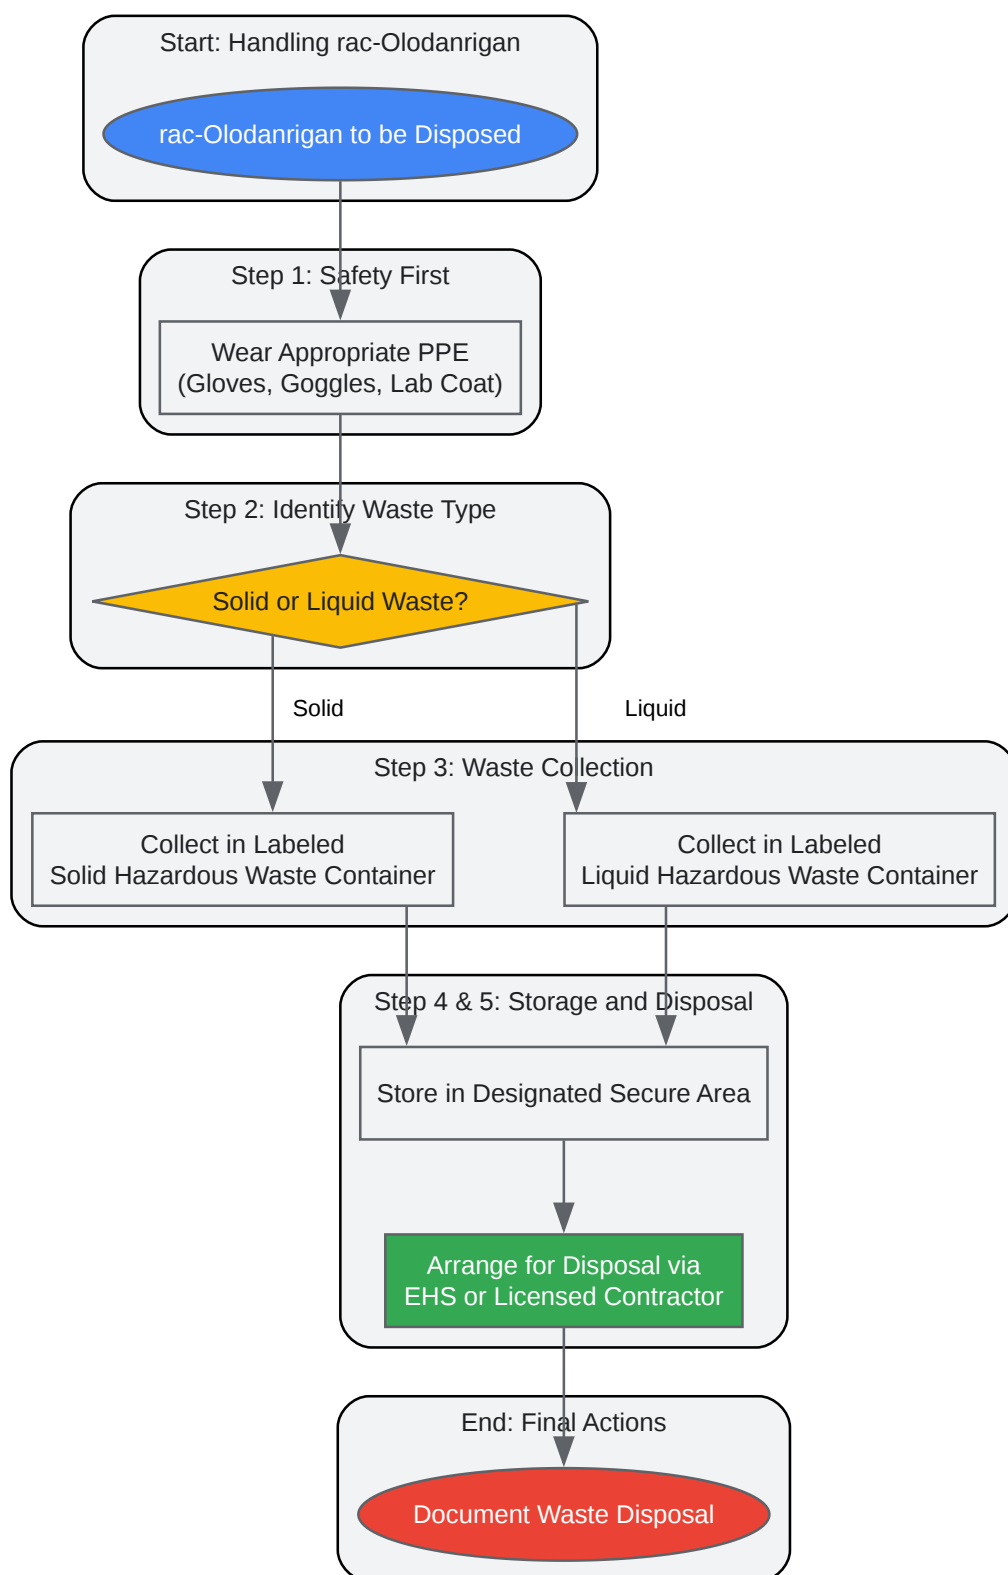 Start: Handling rac-Olodanrigan
rac-Olodanrigan to be Disposed
Step 1: Safety First
Wear Appropriate PPE
(Gloves, Goggles, Lab Coat)
Step 2: Identify Waste Type
Solid or Liquid Waste?
Solid
Liquid
Step 3: Waste Collection
Collect in Labeled
Solid Hazardous Waste Container
Collect in Labeled
Liquid Hazardous Waste Container
Step 4 & 5: Storage and Disposal
Store in Designated Secure Area
Arrange for Disposal via
EHS or Licensed Contractor
End: Final Actions
Document Waste Disposal